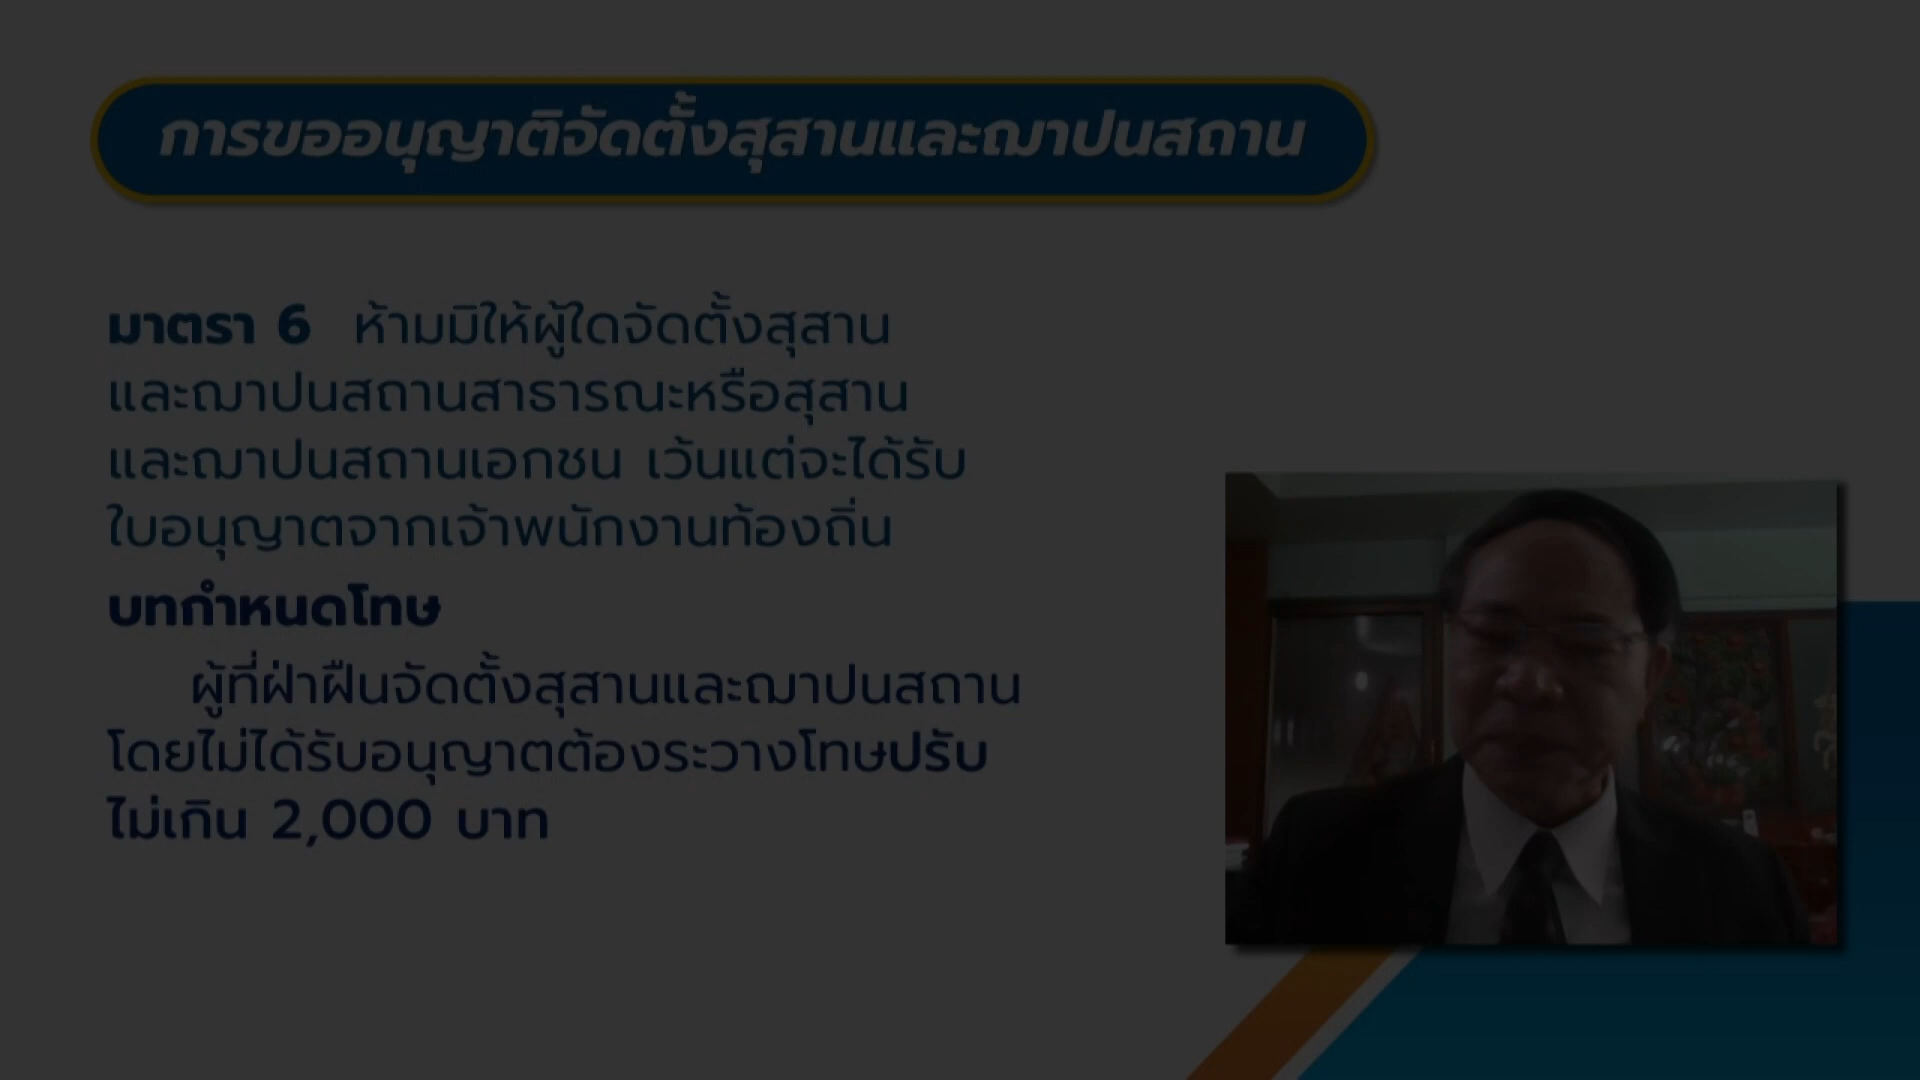 การขออนุญาติจัดตั้งสุสานและฌาปนสถาน
มาตรา 6 ห้ามมิให้ผู้ใดจัดตั้งสุสาน
และฌาปนสถานสาธารณะหรือสุสาน
และฌาปนสถานเอกชน เว้นแต่จะได้รับ
ใบอนุญาตจากเจ้าพนักงานท้องถิ่น
บทกำหนดโทษ
ผู้ที่ฝ่าฝืนจัดตั้งสุสานและฌาปนสถาน
โดยไม่ได้รับอนุญาตต้องระวางโทษปรับ
ไม่เกิน 2,000 บาท